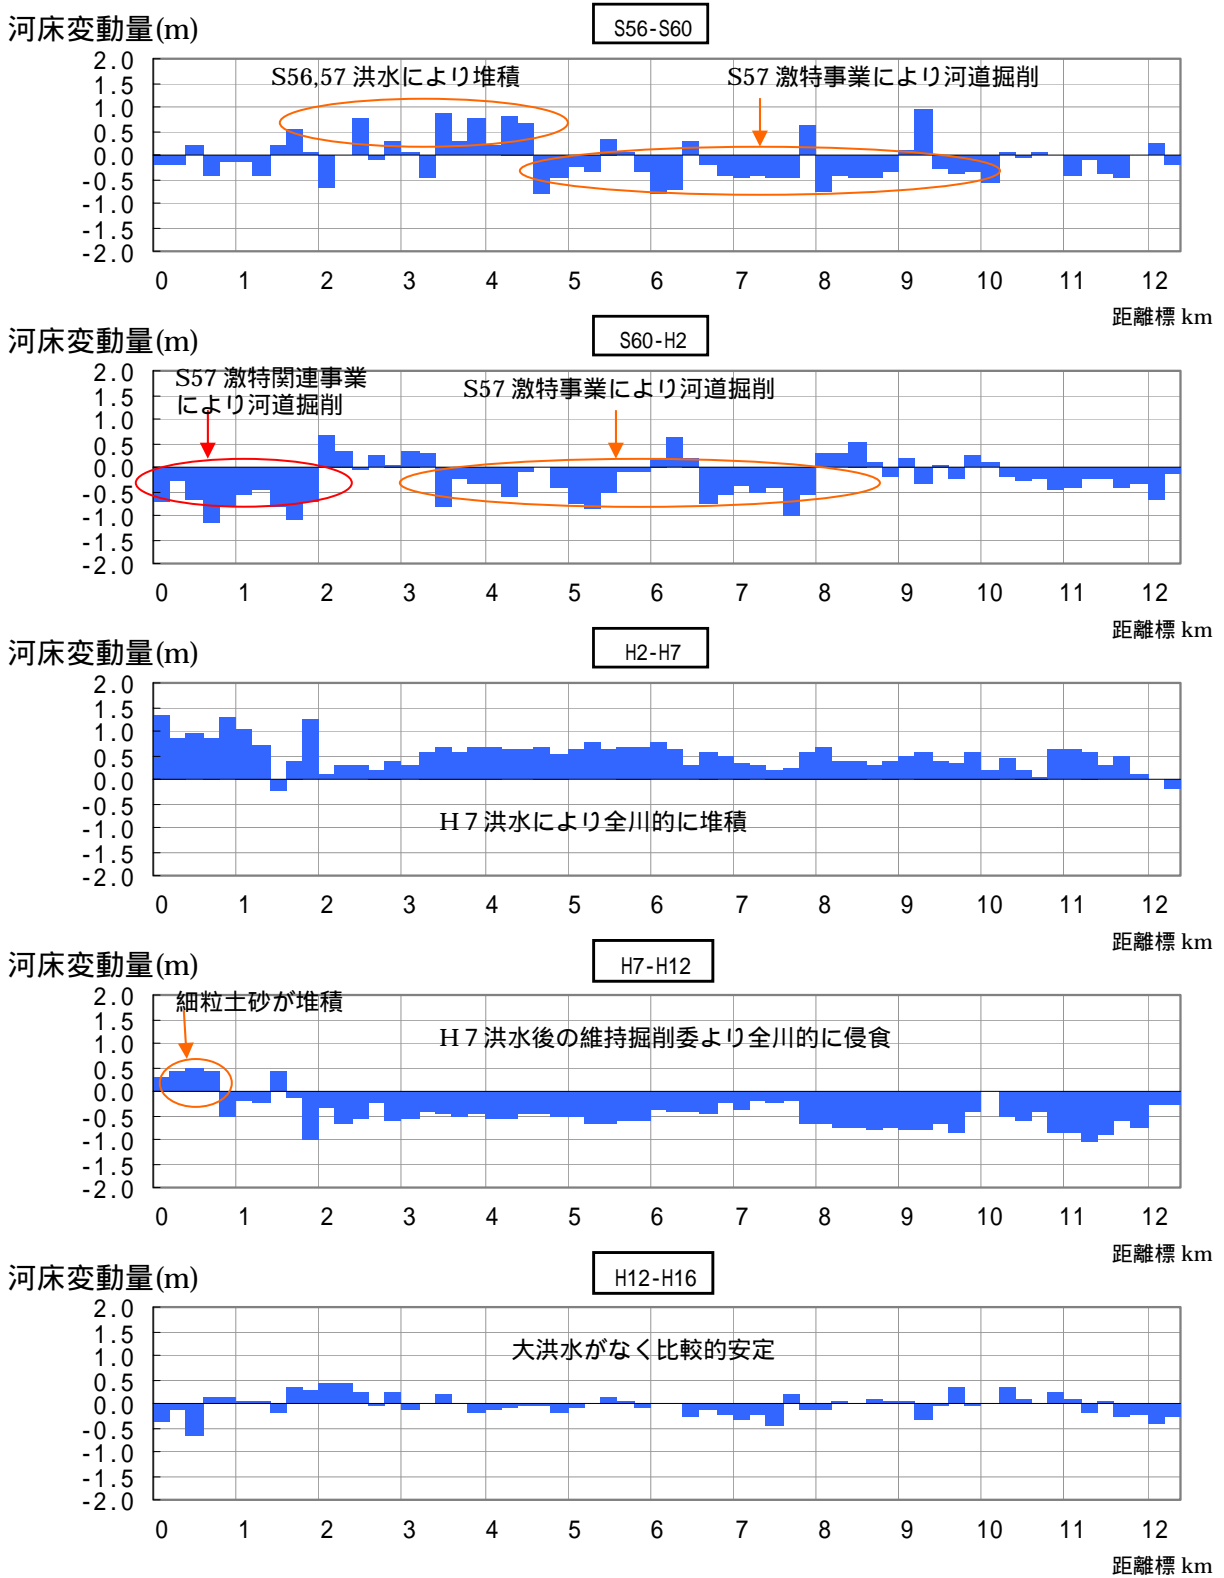 河床変動量(m)
S56-S60
2.0
1.5
1.0
0.5
0.0
-0.5
-1.0
-1.5
-2.0
S56,57 洪水により堆積
S57 激特事業により河道掘削
0 1 2 3 4 5 6 7 8 9 10 11 12
距離標 km
河床変動量(m)
S60-H2
2.0
1.5
1.0
0.5
0.0
-0.5
-1.0
-1.5
-2.0
S57 激特関連事業
により河道掘削
S57 激特事業により河道掘削
0 1 2 3 4 5 6 7 8 9 10 11 12
距離標 km
河床変動量(m)
H2-H7
2.0
1.5
1.0
0.5
0.0
-0.5
-1.0
-1.5
-2.0
H７洪水により全川的に堆積
0 1 2 3 4 5 6 7 8 9 10 11 12
距離標 km
河床変動量(m)
H7-H12
2.0
1.5
1.0
0.5
0.0
-0.5
-1.0
-1.5
-2.0
細粒土砂が堆積
H７洪水後の維持掘削委より全川的に侵食
0 1 2 3 4 5 6 7 8 9 10 11 12
距離標 km
河床変動量(m)
H12-H16
2.0
1.5
1.0
0.5
0.0
-0.5
-1.0
-1.5
-2.0
大洪水がなく比較的安定
0 1 2 3 4 5 6 7 8 9 10 11 12
距離標 km